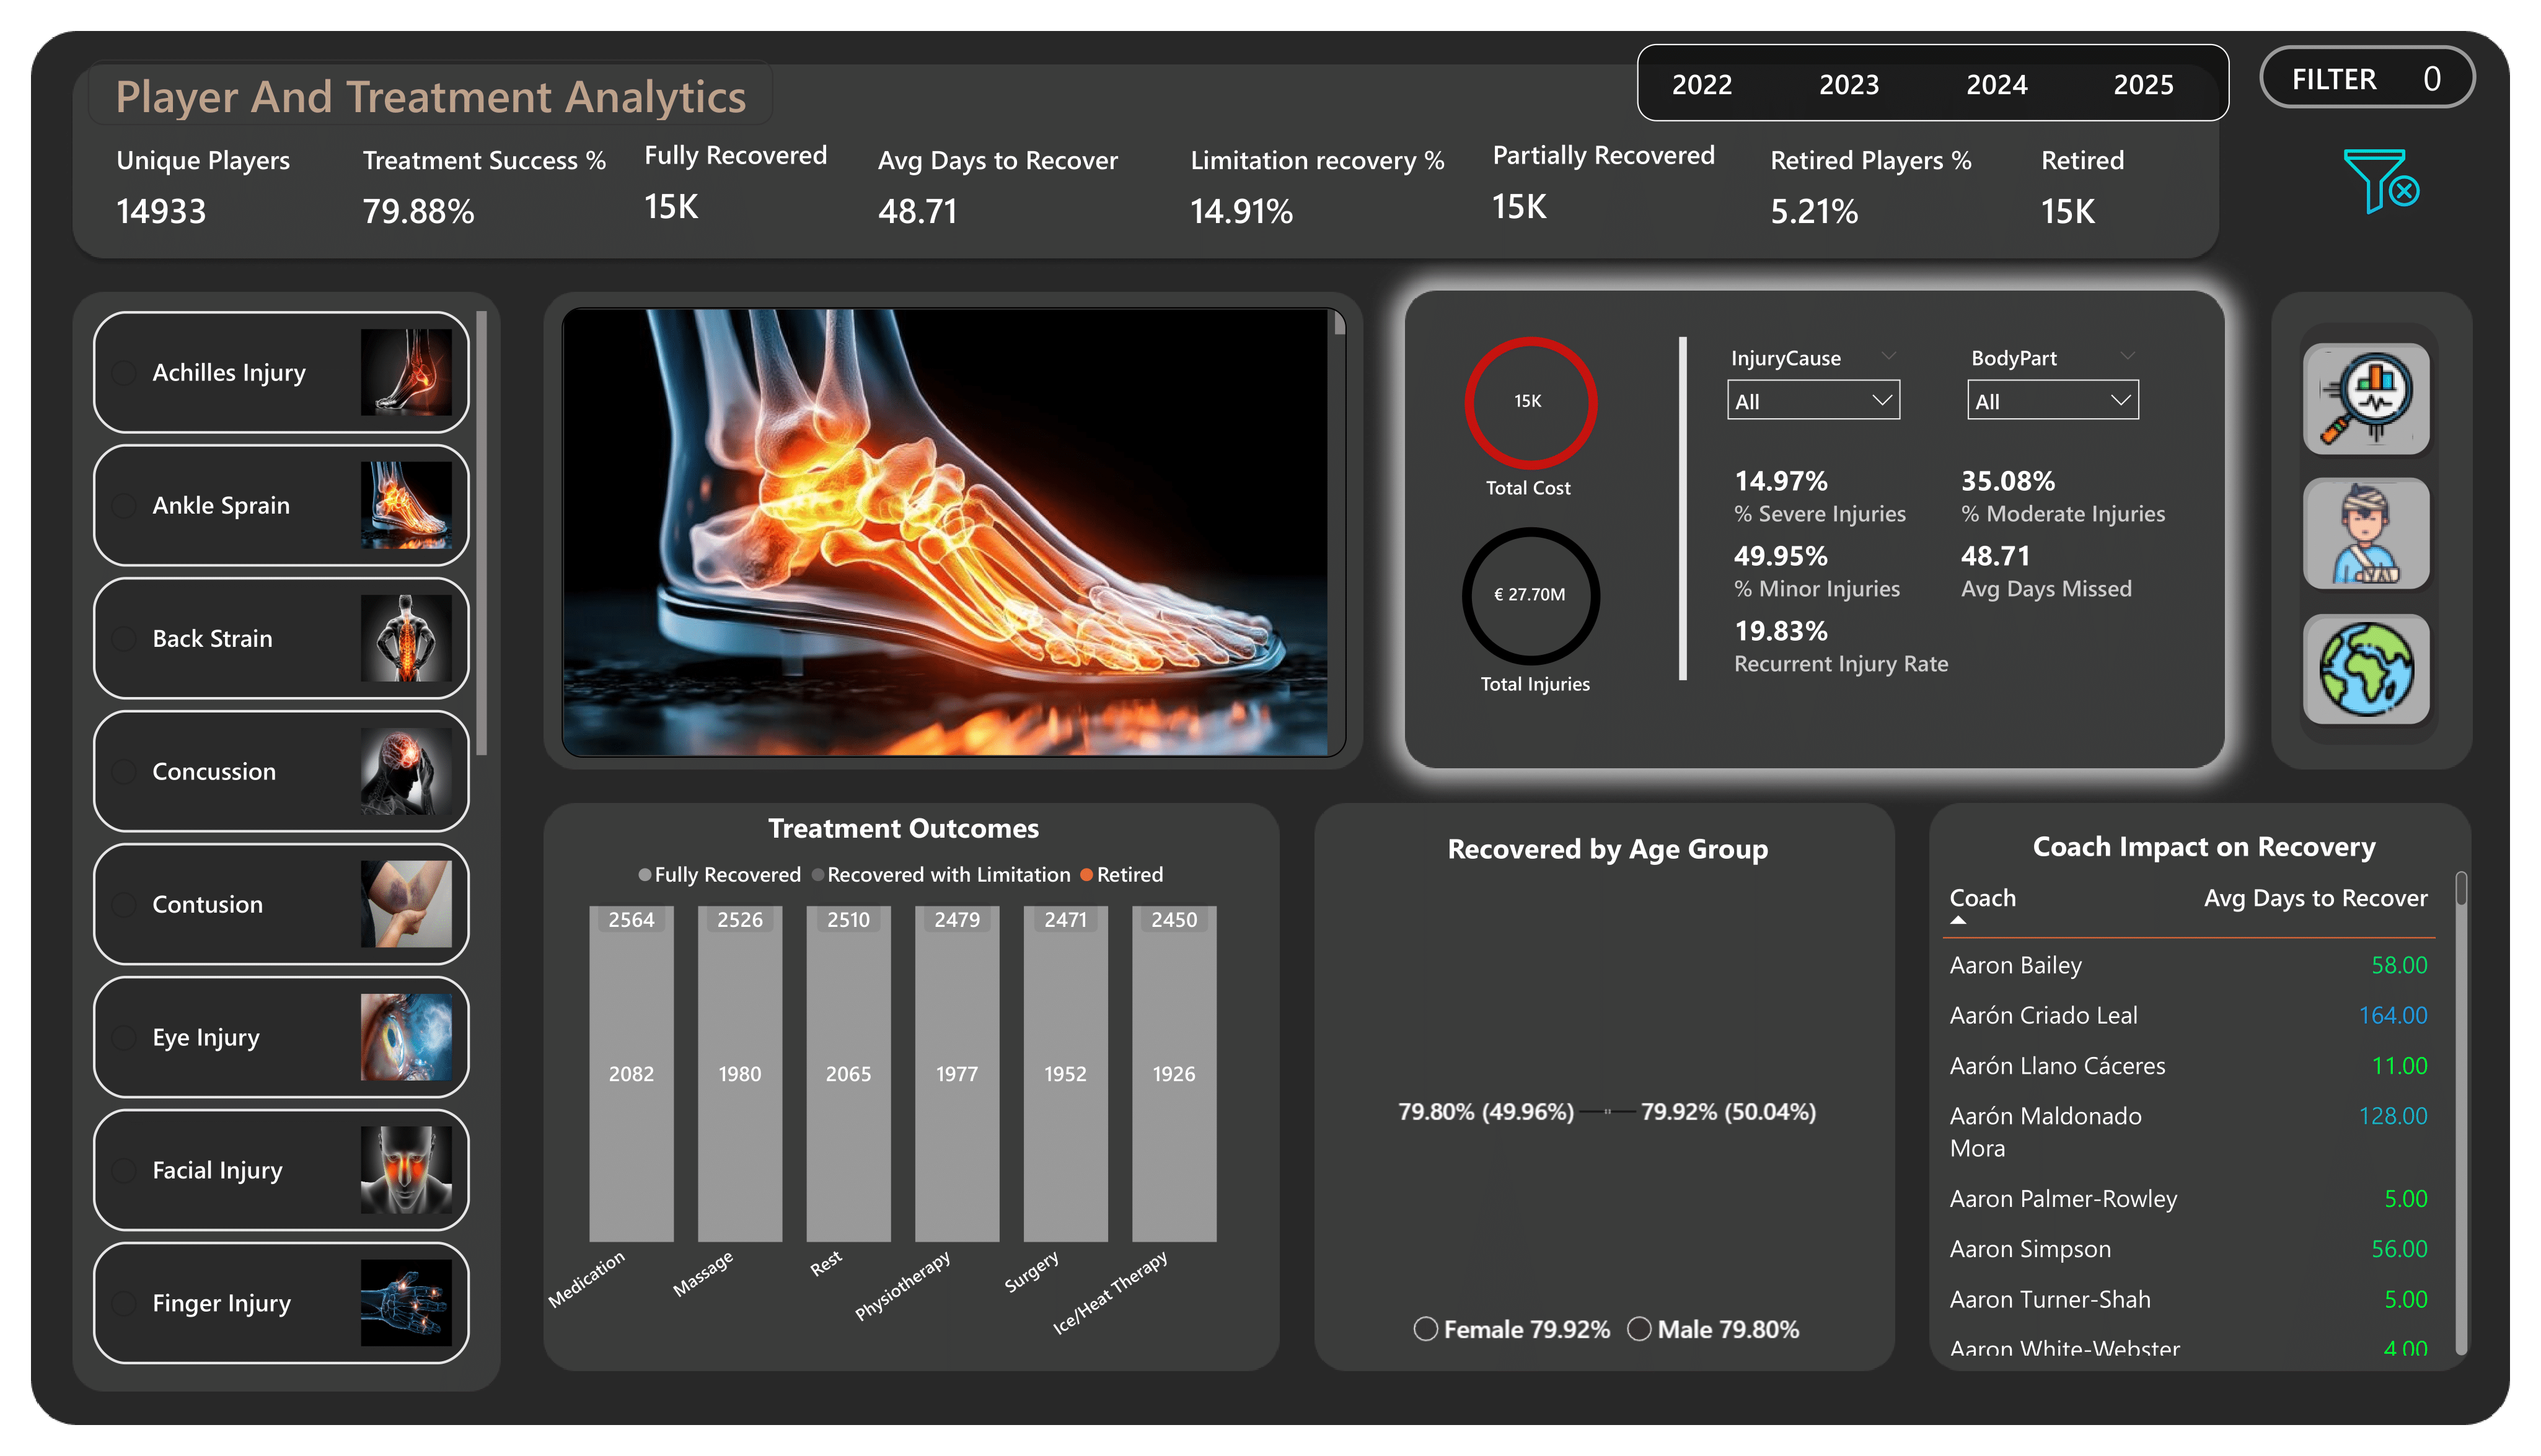 Player And Treatment Analytics
2022 2023 2024 2025
FILTER 0
Unique Players
14933
Treatment Success %
79.88%
Fully Recovered
15K
Avg Days to Recover
48.71
Limitation recovery %
14.91%
Partially Recovered
15K
Retired Players %
5.21%
Retired
15K
Achilles Injury
Ankle Sprain
Back Strain
Concussion
Contusion
Eye Injury
Facial Injury
Finger Injury
15K
Total Cost
€ 27.70M
Total Injuries
InjuryCause
All
BodyPart
All
14.97%
% Severe Injuries
35.08%
% Moderate Injuries
49.95%
% Minor Injuries
48.71
Avg Days Missed
19.83%
Recurrent Injury Rate
Treatment Outcomes
Fully Recovered Recovered with Limitation Retired
2564 2526 2510 2479 2471 2450
2082 1980 2065 1977 1952 1926
Medication Massage Rest Physiotherapy Surgery Ice/Heat Therapy
Recovered by Age Group
79.80% (49.96%) 79.92% (50.04%)
Female 79.92% Male 79.80%
Coach Impact on Recovery
Coach Avg Days to Recover
Aaron Bailey 58.00
Aarón Criado Leal 164.00
Aarón Llano Cáceres 11.00
Aarón Maldonado 128.00
Mora
Aaron Palmer-Rowley 5.00
Aaron Simpson 56.00
Aaron Turner-Shah 5.00
Aaron White-Webster 4.00